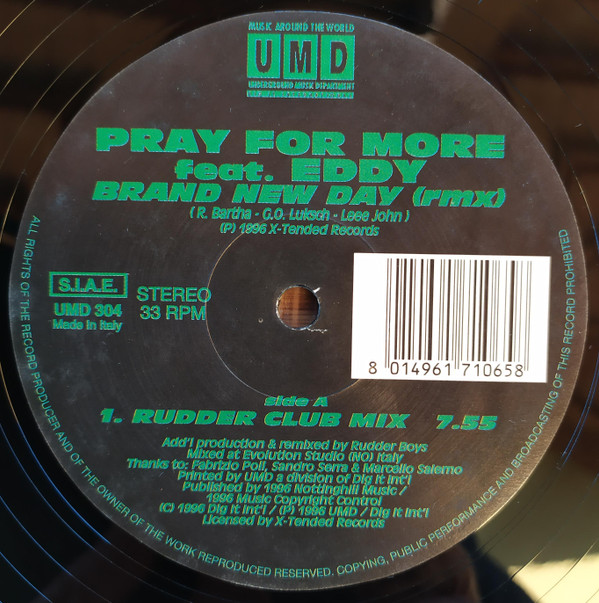 MUSIC AROUND THE WORLD
UMD
UNDERGROUND MUSIC DEPARTMENT
PRAY FOR MORE
feat. EDDY
BRAND NEW DAY (rmx)
( R. Bartha - G.O. Luksch - Leee John )
(P) 1996 X-Tended Records
S.I.A.E.
UMD 304
Made in Italy
STEREO
33 RPM
8 014961 710658
side A
1. RUDDER CLUB MIX 7.55
Add'l production & remixed by Rudder Boys
Mixed at Evolution Studio (NO) Italy
Thanks to: Fabrizio Poli, Sandro Serra & Marcello Salerno
Printed by UMD a division of Dig It Int'l
Published by 1996 Nottinghill Music /
1996 Music Copyright Control
(C) 1996 Dig It Int'l / (P) 1996 UMD / Dig It Int'l
Licensed by X-Tended Records
ALL RIGHTS OF THE RECORD PRODUCER AND OF THE OWNER OF THE WORK REPRODUCED RESERVED. COPYING, PUBLIC PERFORMANCE AND BROADCASTING OF THIS RECORD PROHIBITED